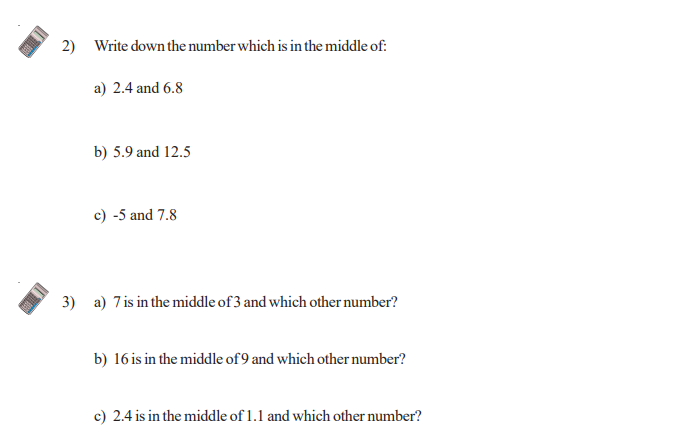 2) Write down the number which is in the middle of:
a) 2.4 and 6.8
b) 5.9 and 12.5
c) -5 and 7.8
3) a) 7 is in the middle of 3 and which other number?
b) 16 is in the middle of 9 and which other number?
c) 2.4 is in the middle of 1.1 and which other number?